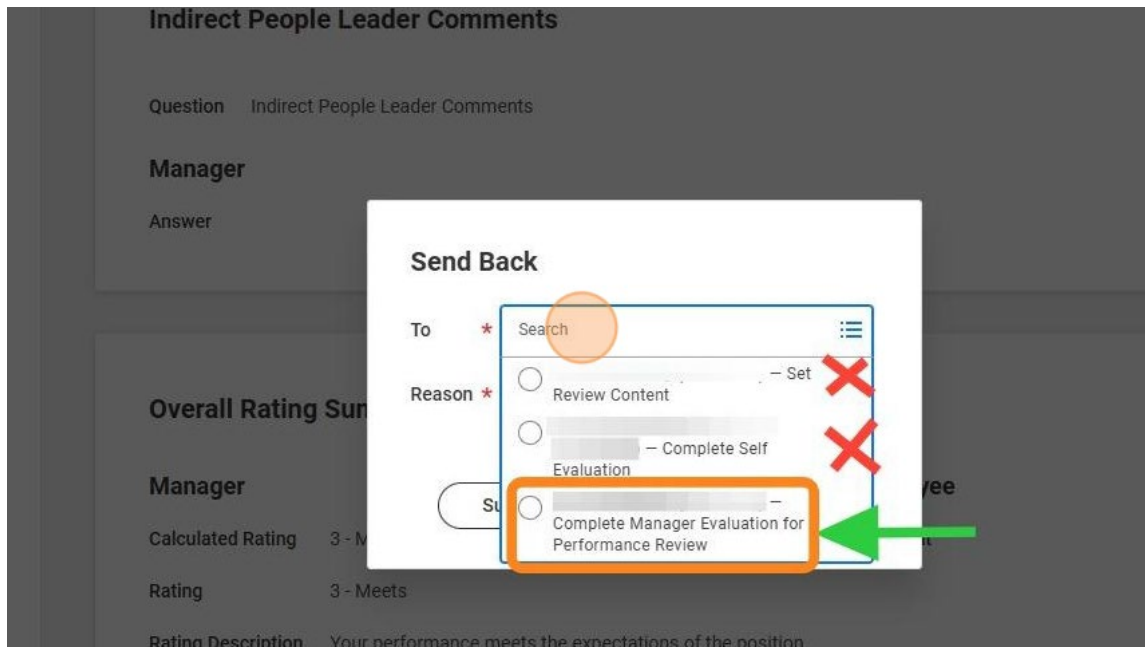 Indirect People Leader Comments
Question Indirect People Leader Comments
Manager
Answer
Send Back
To * Search
— Set
Review Content
Reason *
— Complete Self
Evaluation
—
Complete Manager Evaluation for
Performance Review
Overall Rating
Manager
Calculated Rating 3 -
Rating 3 - Meets
Rating Description Your performance meets the expectations of the position